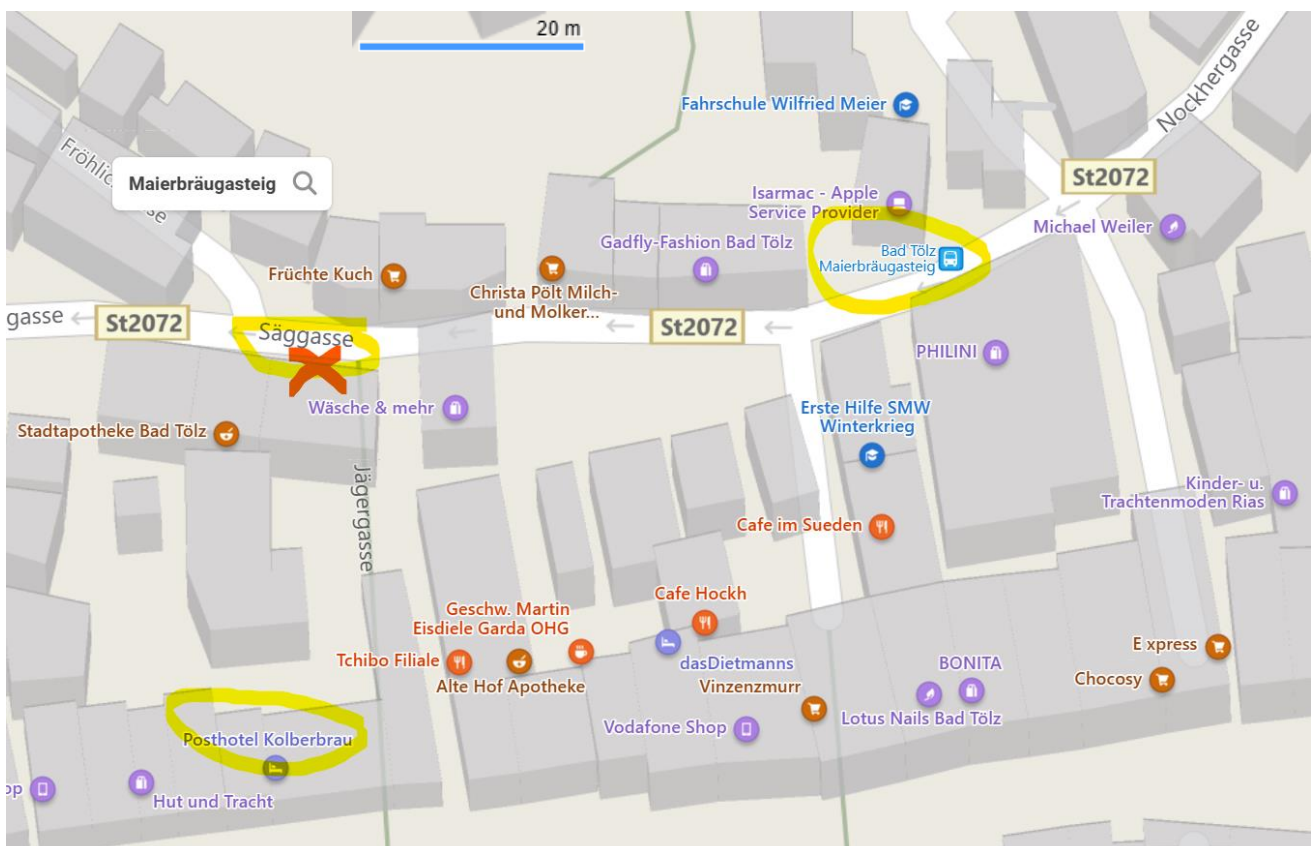 20 m
Nockhergasse
Fahrschule Wilfried Meier
Fröhlic
sse
Maierbräugasteig
St2072
Isarmac - Apple
Service Provider
Michael Weiler
Gadfly-Fashion Bad Tölz
Bad Tölz
Maierbräugasteig
Früchte Kuch
Christa Pölt Milch-
und Molker...
gasse
St2072
Säggasse
St2072
PHILINI
Wäsche & mehr
Erste Hilfe SMW
Winterkrieg
Stadtapotheke Bad Tölz
Jägergasse
Kinder- u.
Trachtenmoden Rias
Cafe im Sueden
Cafe Hockh
Geschw. Martin
Eisdiele Garda OHG
Tchibo Filiale
Alte Hof Apotheke
dasDietmanns
Vinzenzmurr
BONITA
E xpress
Chocosy
Lotus Nails Bad Tölz
Vodafone Shop
Posthotel Kolberbrau
op
Hut und Tracht